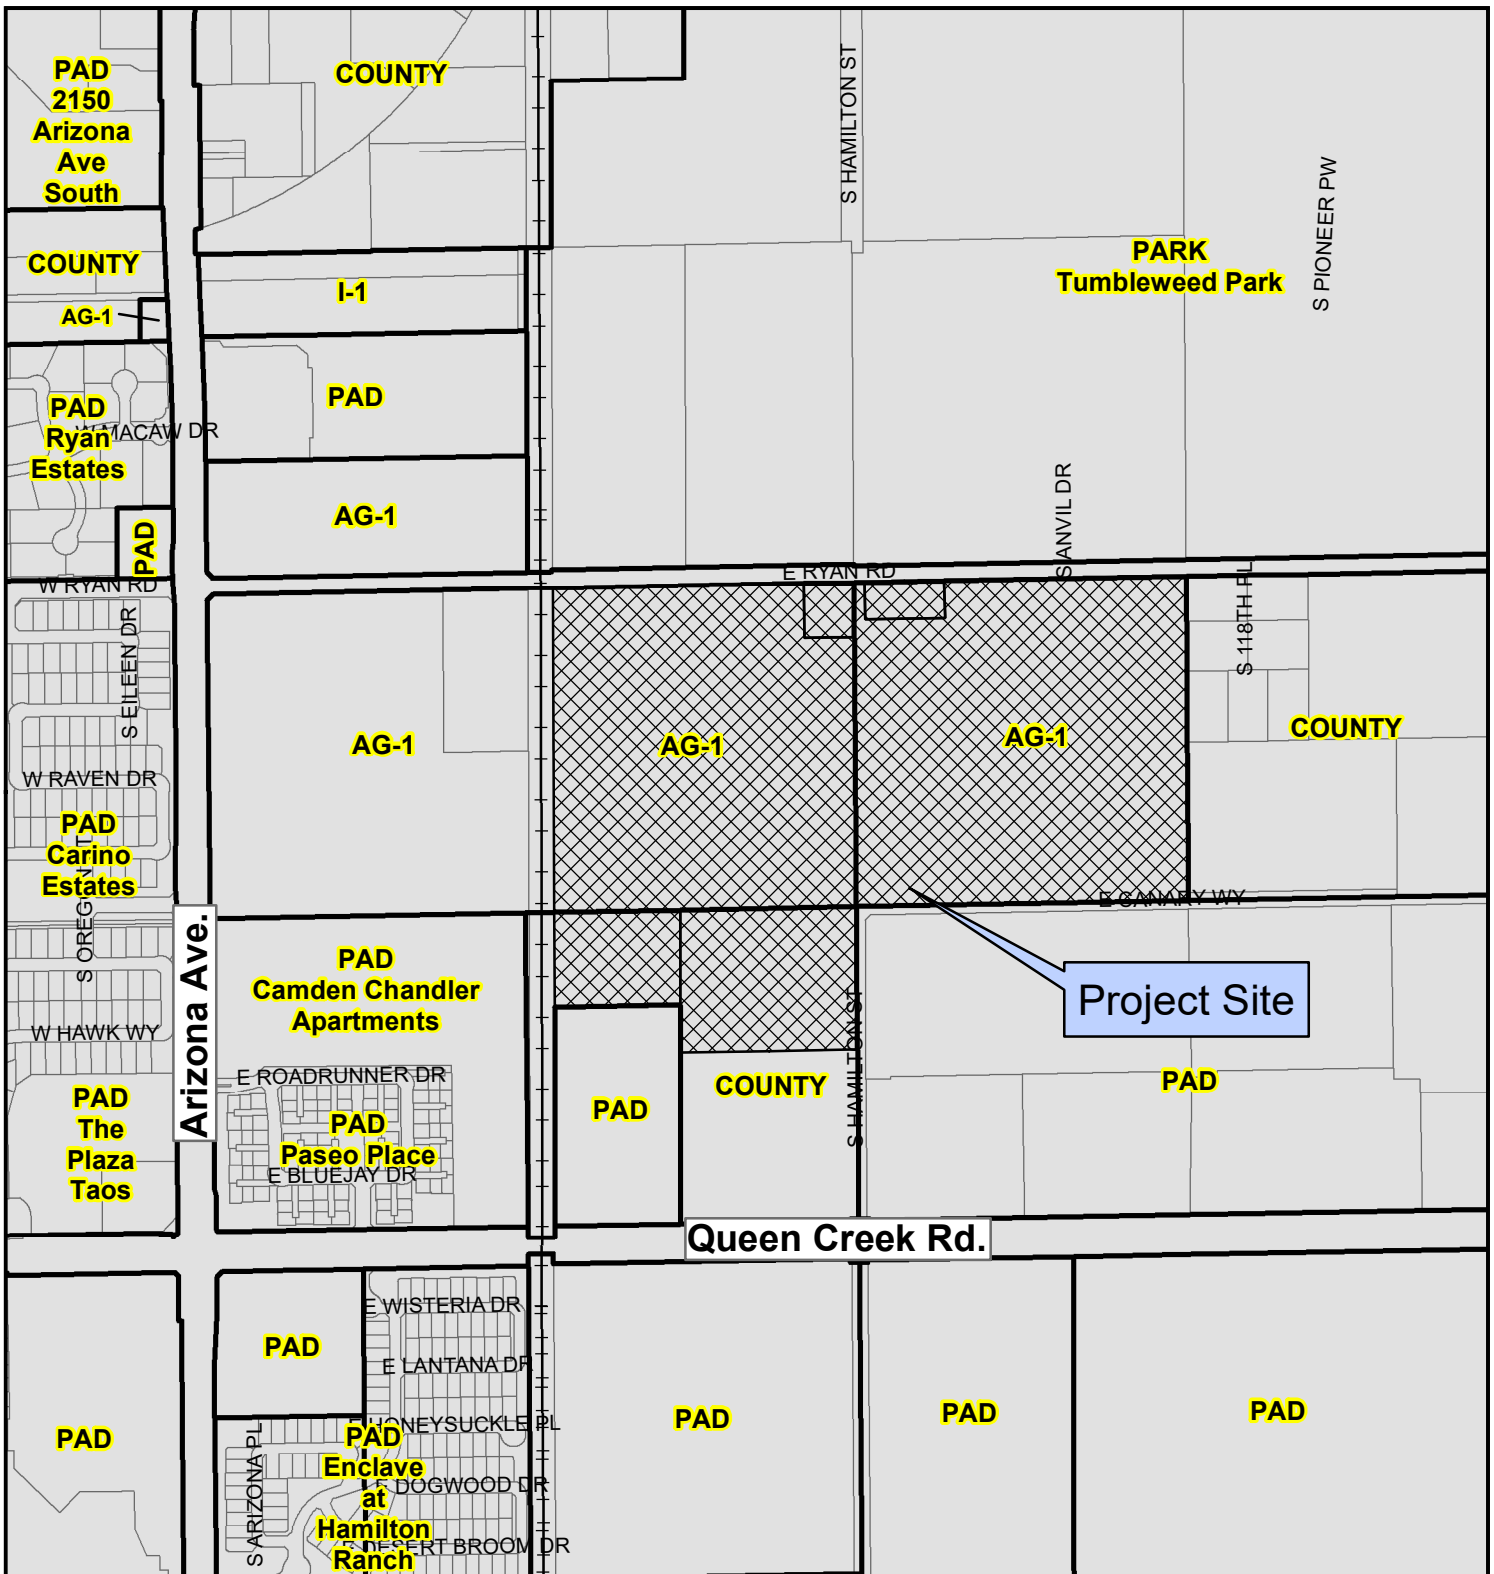 PAD
2150
Arizona
Ave
South
COUNTY
S HAMILTON ST
S PIONEER PW
PARK
Tumbleweed Park
COUNTY
I-1
AG-1
PAD
PAD
Ryan
Estates
W MACAW DR
AG-1
PAD
S ANVIL DR
E RYAN RD
W RYAN RD
S 118TH PL
S EILEEN DR
AG-1
AG-1
AG-1
COUNTY
W RAVEN DR
PAD
Carino
Estates
S OREGON
E CANARY WY
Arizona Ave.
PAD
Camden Chandler
Apartments
Project Site
W HAWK WY
S HAMILTON ST
E ROADRUNNER DR
COUNTY
PAD
PAD
The
Plaza
Taos
PAD
PAD
Paseo Place
E BLUEJAY DR
Queen Creek Rd.
E WISTERIA DR
PAD
E LANTANA DR
E HONEYSUCKLE PL
PAD
PAD
PAD
PAD
PAD
Enclave
at
Hamilton
Ranch
S ARIZONA PL
E DOGWOOD DR
E DESERT BROOM DR